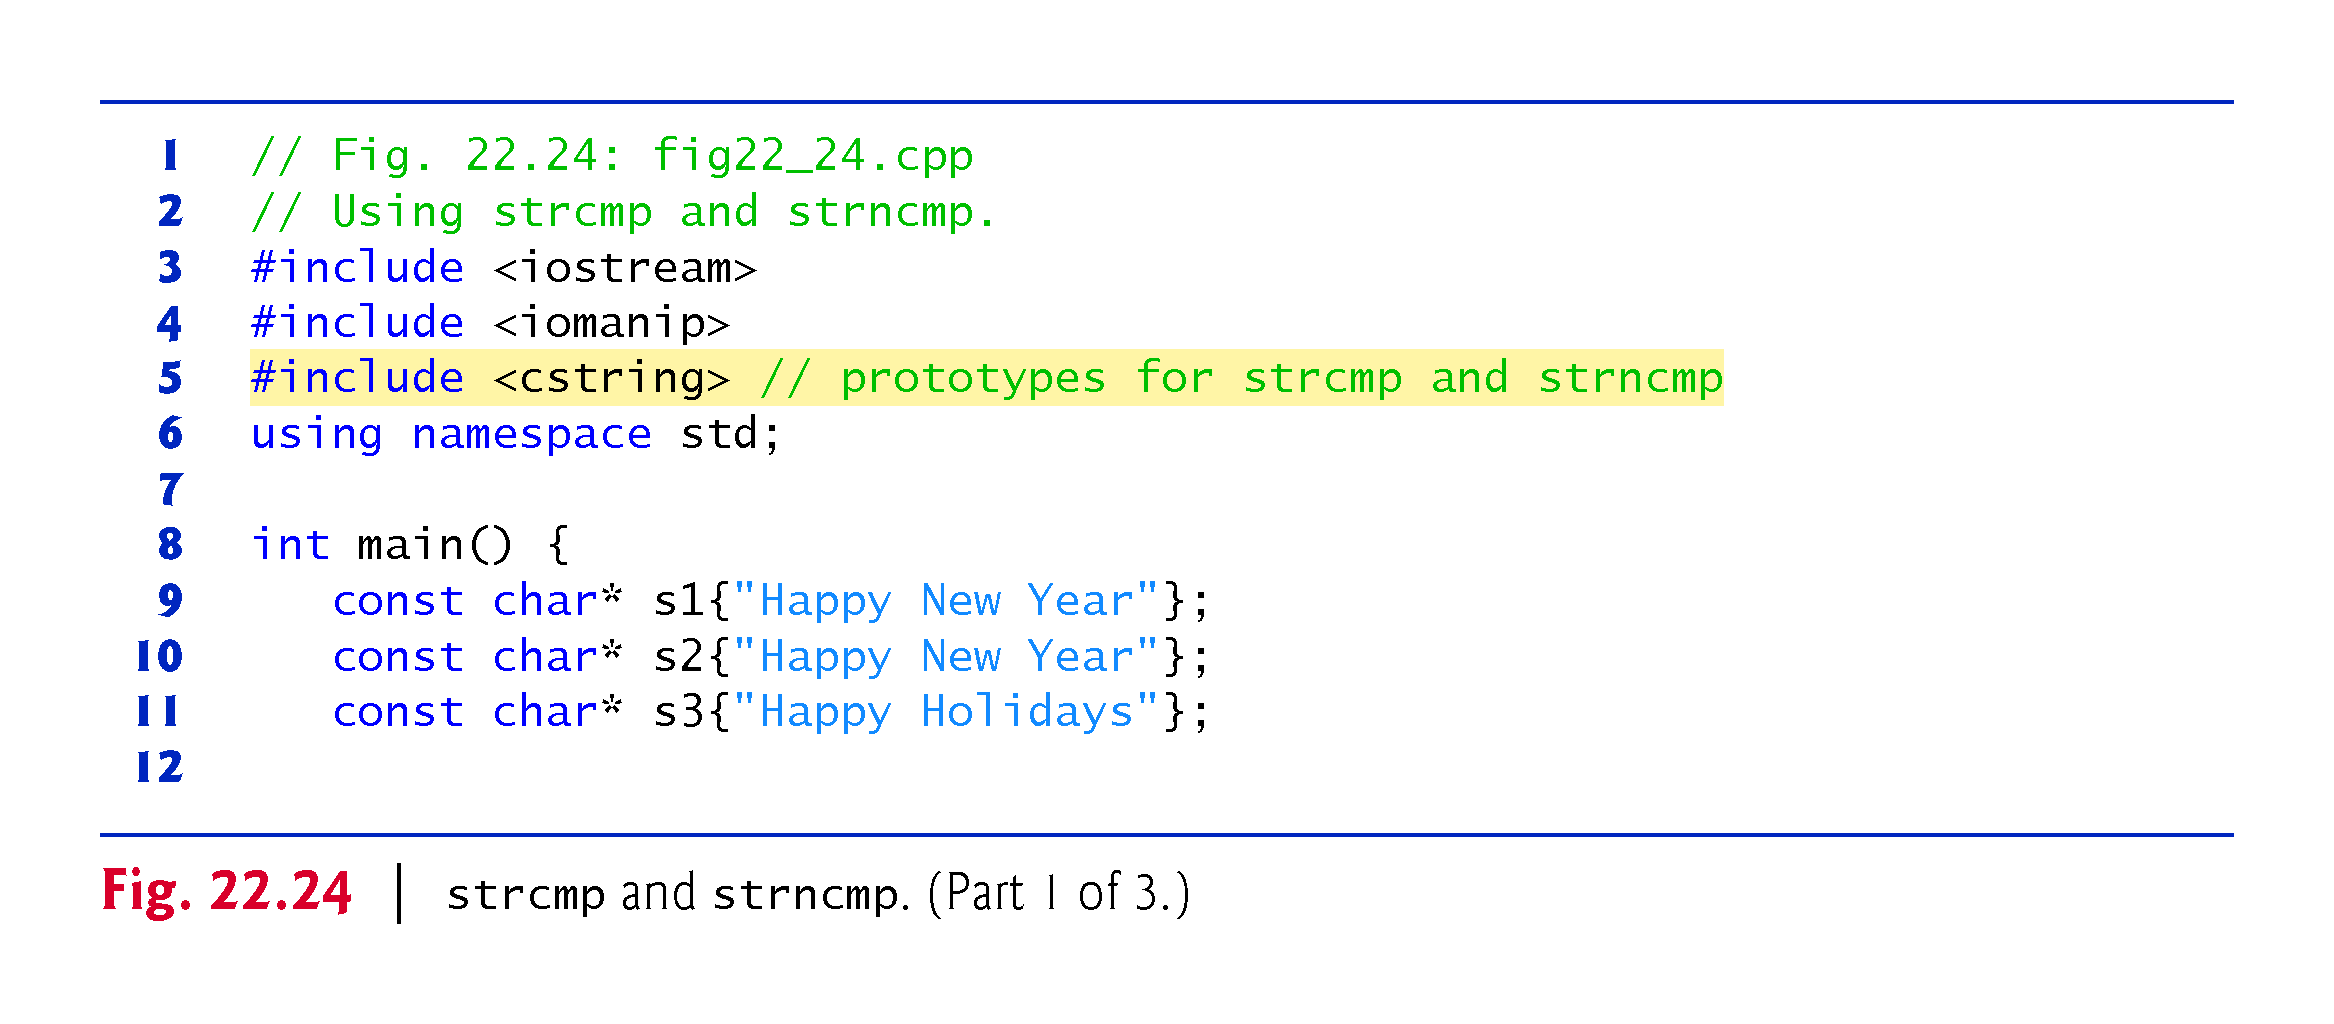 1 // Fig. 22.24: fig22_24.cpp
2 // Using strcmp and strncmp.
3 #include <iostream>
4 #include <iomanip>
5 #include <cstring> // prototypes for strcmp and strncmp
6 using namespace std;
7
8 int main() {
9    const char* s1{"Happy New Year"};
10    const char* s2{"Happy New Year"};
11    const char* s3{"Happy Holidays"};
12
Fig. 22.24 | strcmp and strncmp. (Part 1 of 3.)